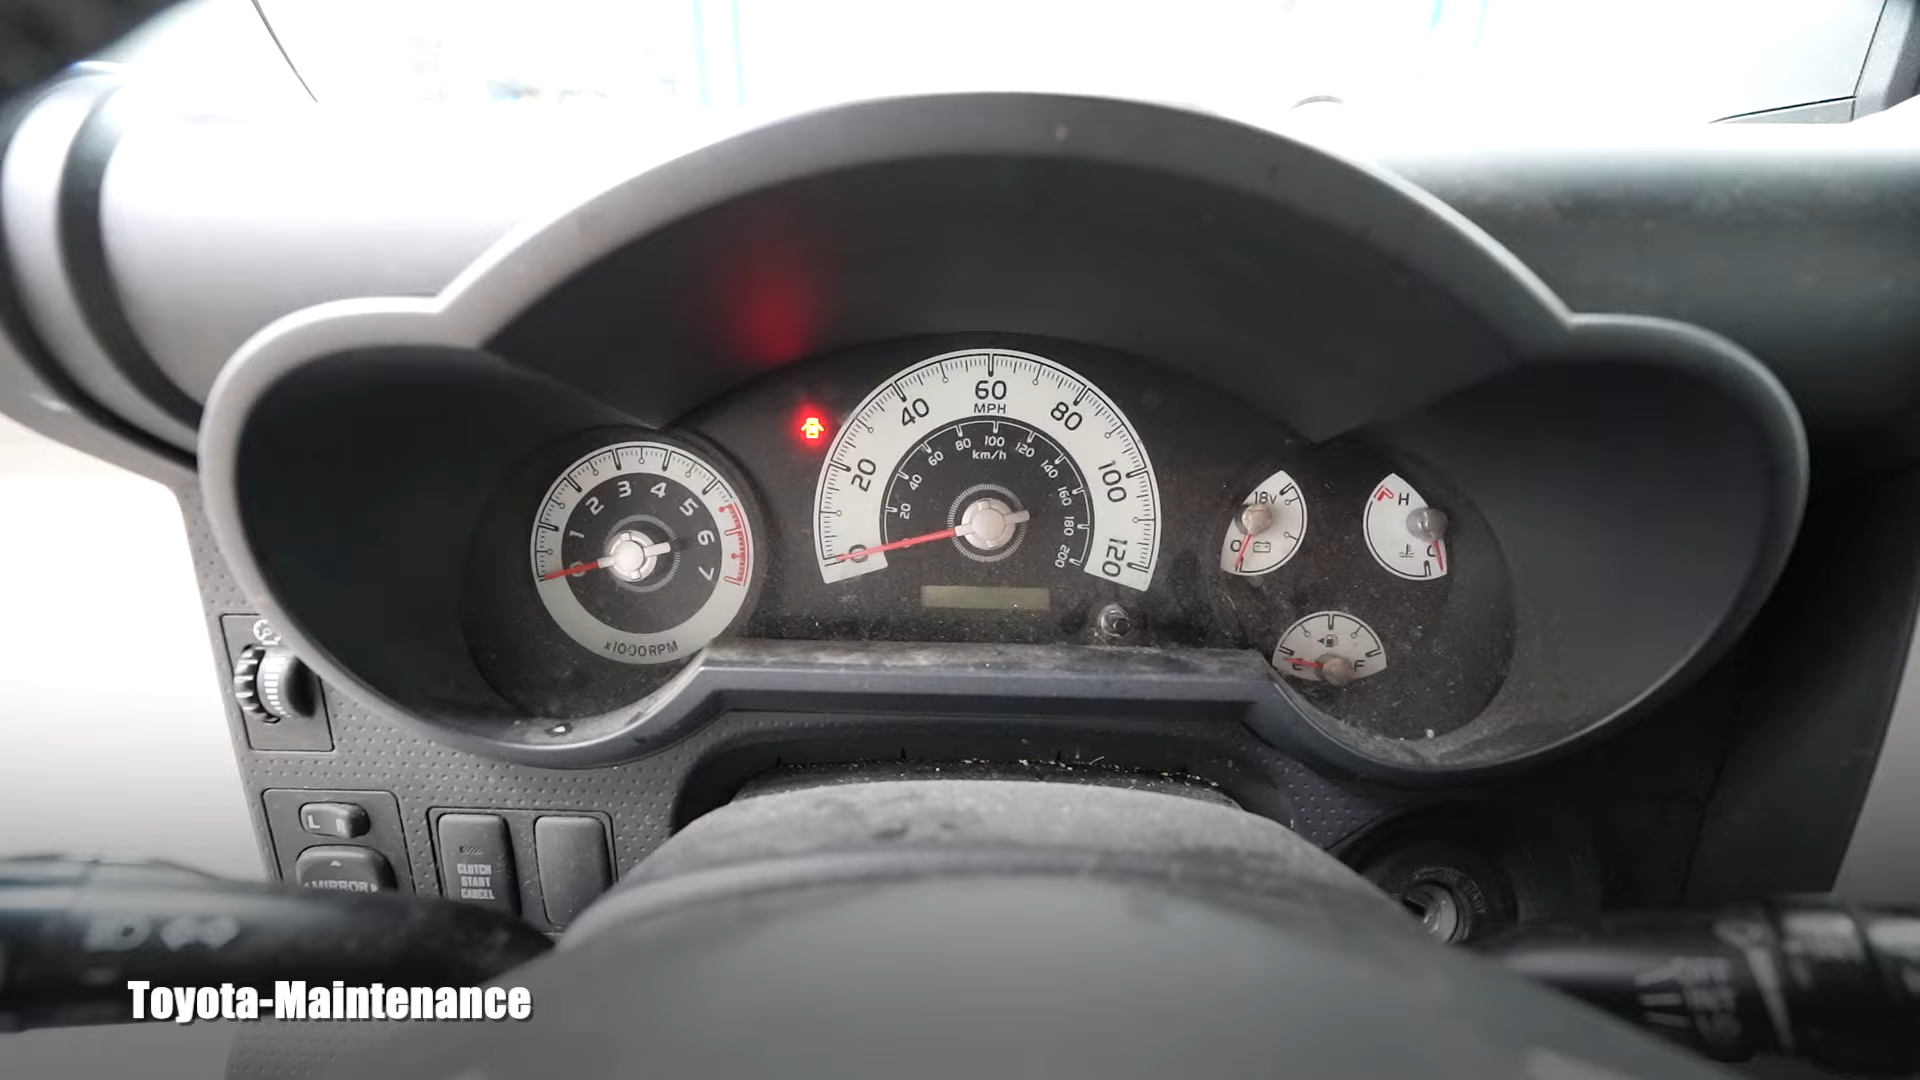 60
MPH
40
80
20
100
0
120
100
km/h
80
120
60
140
40
160
20
180
200
3
4
2
5
1
6
0
7
x1000RPM
18V
H
C
E
F
L R
MIRROR
CLUTCH
START
CANCEL
Toyota-Maintenance